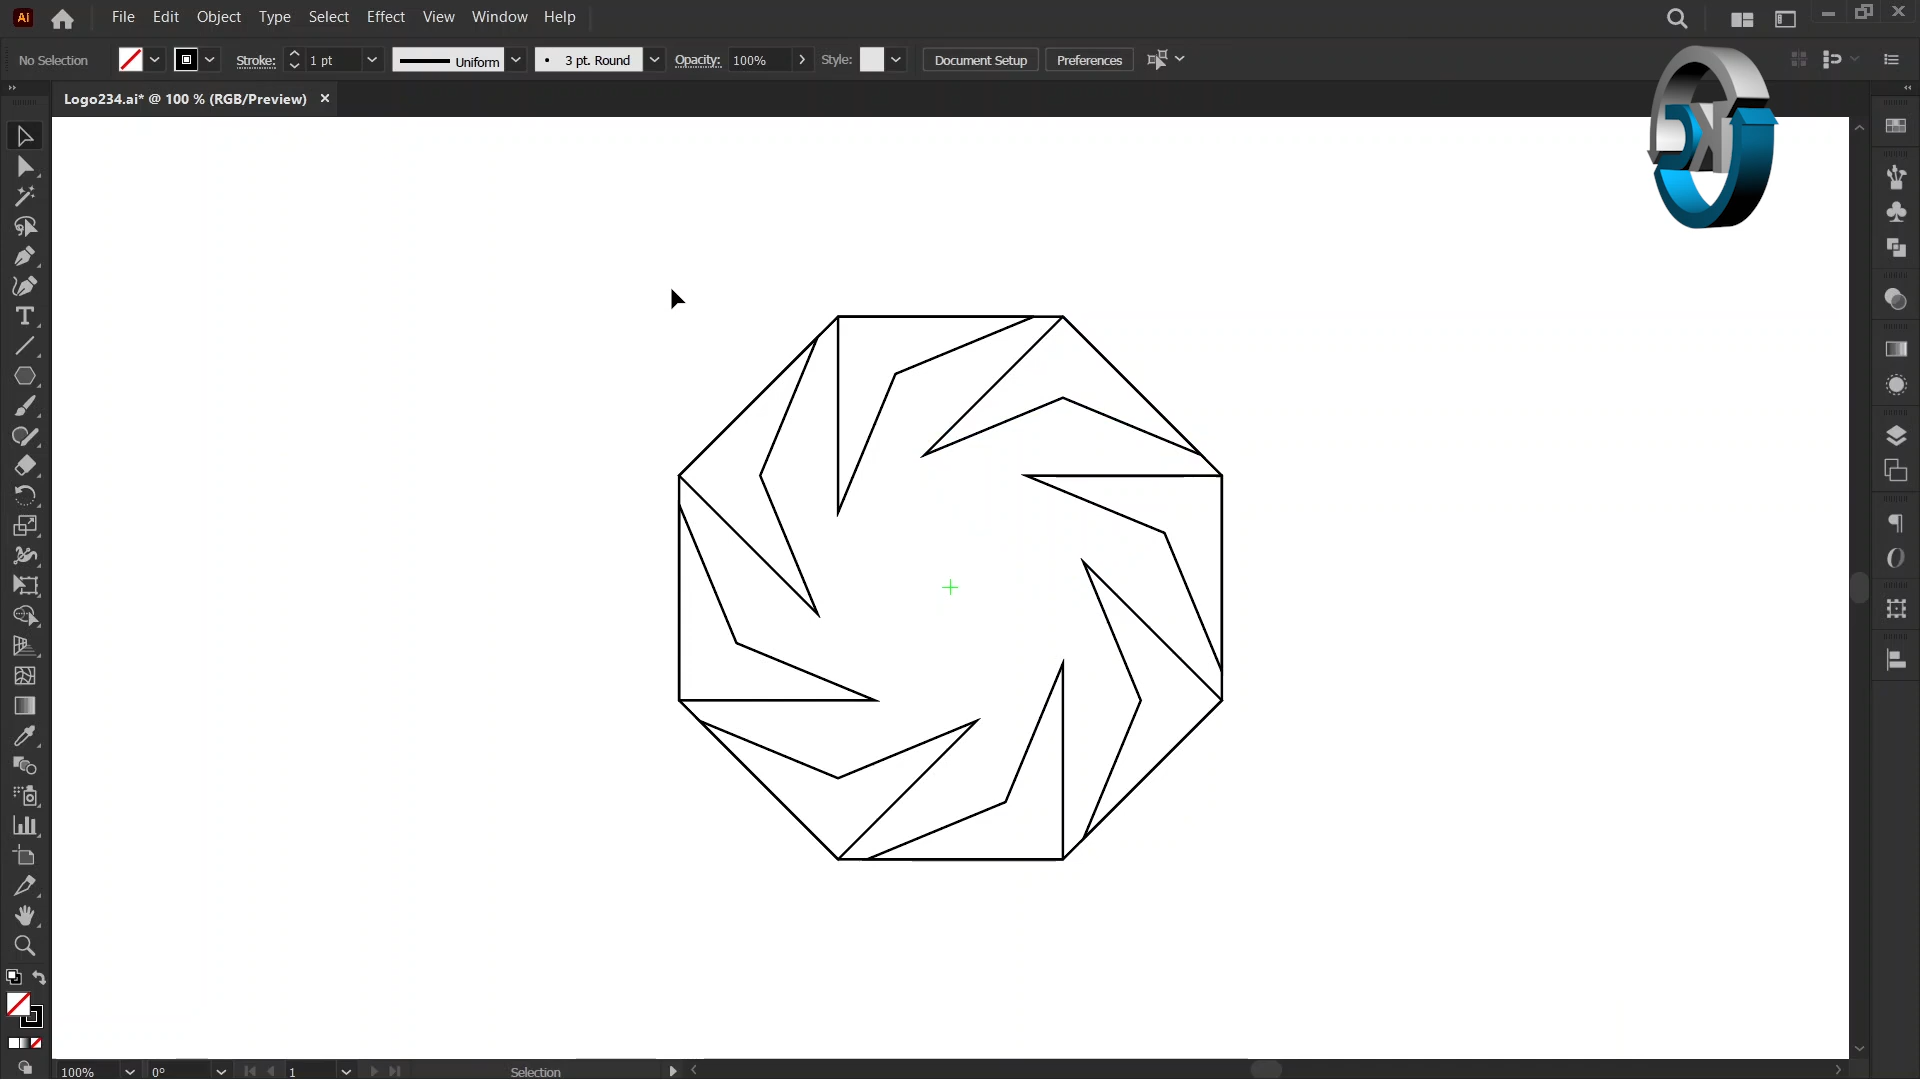 Ai File Edit Object Type Select Effect View Window Help
No Selection Stroke: 1 pt Uniform 3 pt. Round Opacity: 100% Style: Document Setup Preferences
Logo234.ai* @ 100 % (RGB/Preview)
100% 0° 1 Selection